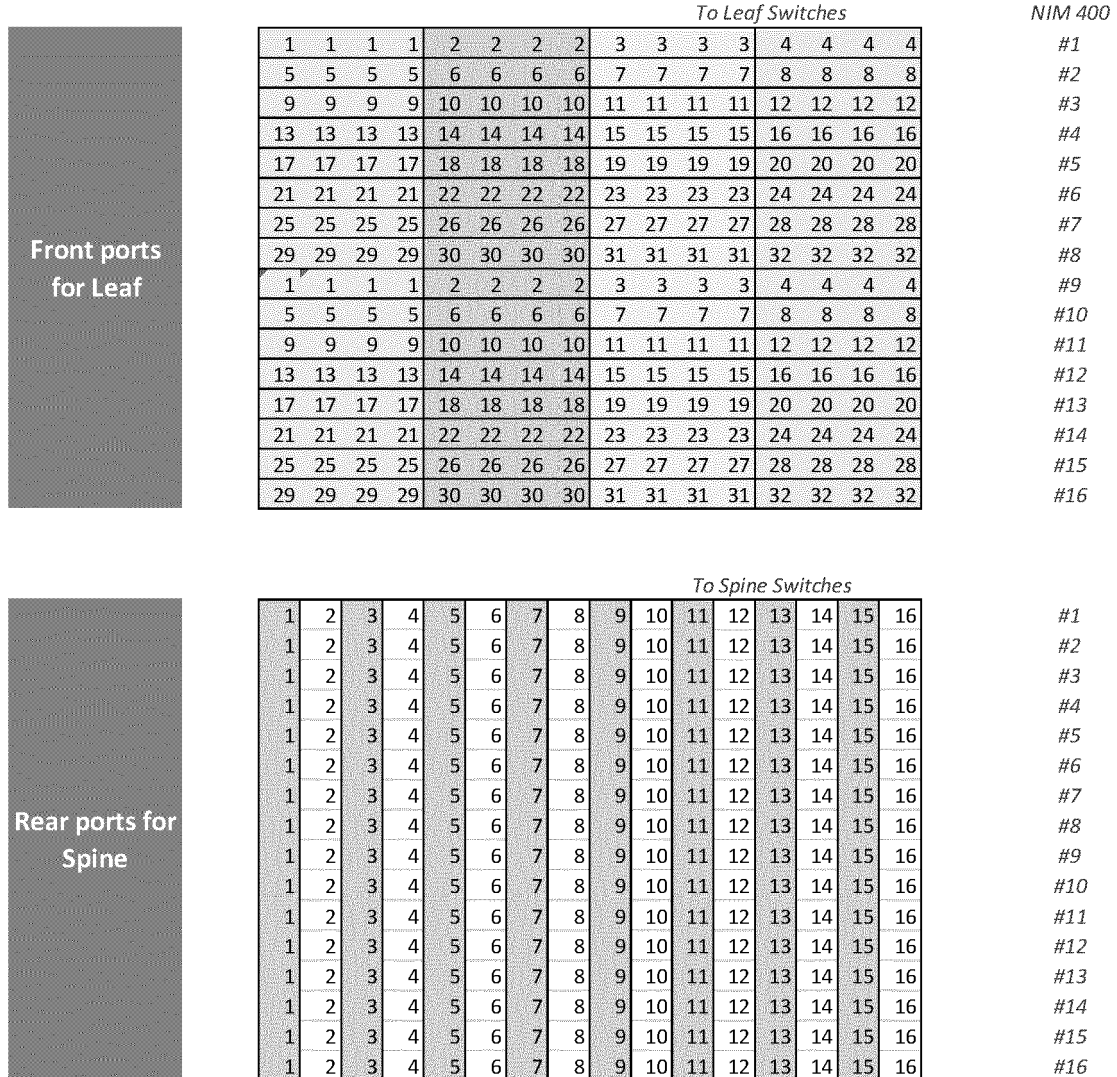 To Leaf Switches NIM 400
1 1 1 1 2 2 2 2 3 3 3 3 4 4 4 4 #1
5 5 5 5 6 6 6 6 7 7 7 7 8 8 8 8 #2
9 9 9 9 10 10 10 10 11 11 11 11 12 12 12 12 #3
13 13 13 13 14 14 14 14 15 15 15 15 16 16 16 16 #4
17 17 17 17 18 18 18 18 19 19 19 19 20 20 20 20 #5
21 21 21 21 22 22 22 22 23 23 23 23 24 24 24 24 #6
25 25 25 25 26 26 26 26 27 27 27 27 28 28 28 28 #7
29 29 29 29 30 30 30 30 31 31 31 31 32 32 32 32 #8
Front ports
for Leaf
1 1 1 1 2 2 2 2 3 3 3 3 4 4 4 4 #9
5 5 5 5 6 6 6 6 7 7 7 7 8 8 8 8 #10
9 9 9 9 10 10 10 10 11 11 11 11 12 12 12 12 #11
13 13 13 13 14 14 14 14 15 15 15 15 16 16 16 16 #12
17 17 17 17 18 18 18 18 19 19 19 19 20 20 20 20 #13
21 21 21 21 22 22 22 22 23 23 23 23 24 24 24 24 #14
25 25 25 25 26 26 26 26 27 27 27 27 28 28 28 28 #15
29 29 29 29 30 30 30 30 31 31 31 31 32 32 32 32 #16
To Spine Switches
1 2 3 4 5 6 7 8 9 10 11 12 13 14 15 16 #1
1 2 3 4 5 6 7 8 9 10 11 12 13 14 15 16 #2
1 2 3 4 5 6 7 8 9 10 11 12 13 14 15 16 #3
1 2 3 4 5 6 7 8 9 10 11 12 13 14 15 16 #4
1 2 3 4 5 6 7 8 9 10 11 12 13 14 15 16 #5
1 2 3 4 5 6 7 8 9 10 11 12 13 14 15 16 #6
1 2 3 4 5 6 7 8 9 10 11 12 13 14 15 16 #7
1 2 3 4 5 6 7 8 9 10 11 12 13 14 15 16 #8
Rear ports for
Spine
1 2 3 4 5 6 7 8 9 10 11 12 13 14 15 16 #9
1 2 3 4 5 6 7 8 9 10 11 12 13 14 15 16 #10
1 2 3 4 5 6 7 8 9 10 11 12 13 14 15 16 #11
1 2 3 4 5 6 7 8 9 10 11 12 13 14 15 16 #12
1 2 3 4 5 6 7 8 9 10 11 12 13 14 15 16 #13
1 2 3 4 5 6 7 8 9 10 11 12 13 14 15 16 #14
1 2 3 4 5 6 7 8 9 10 11 12 13 14 15 16 #15
1 2 3 4 5 6 7 8 9 10 11 12 13 14 15 16 #16